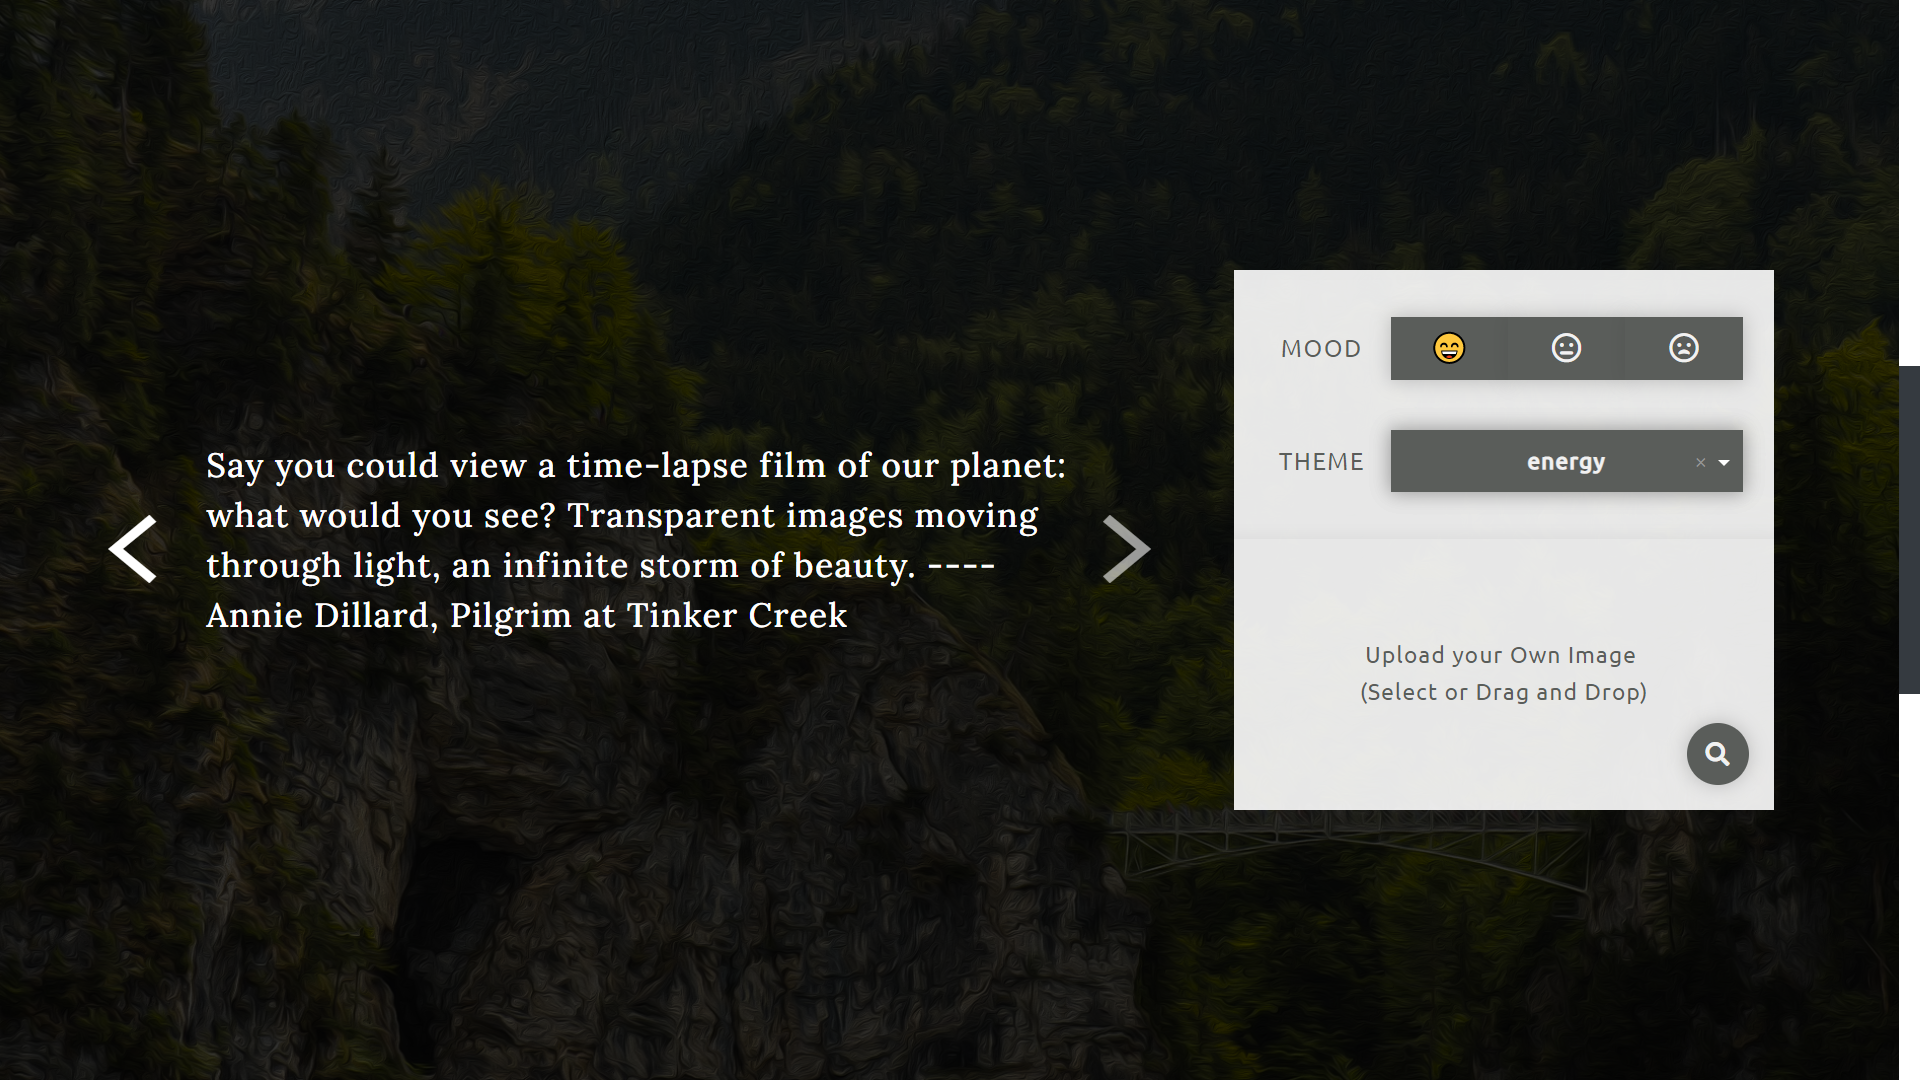 Say you could view a time-lapse film of our planet:
what would you see? Transparent images moving
through light, an infinite storm of beauty. ----
Annie Dillard, Pilgrim at Tinker Creek
MOOD
THEME
energy
×
Upload your Own Image
(Select or Drag and Drop)